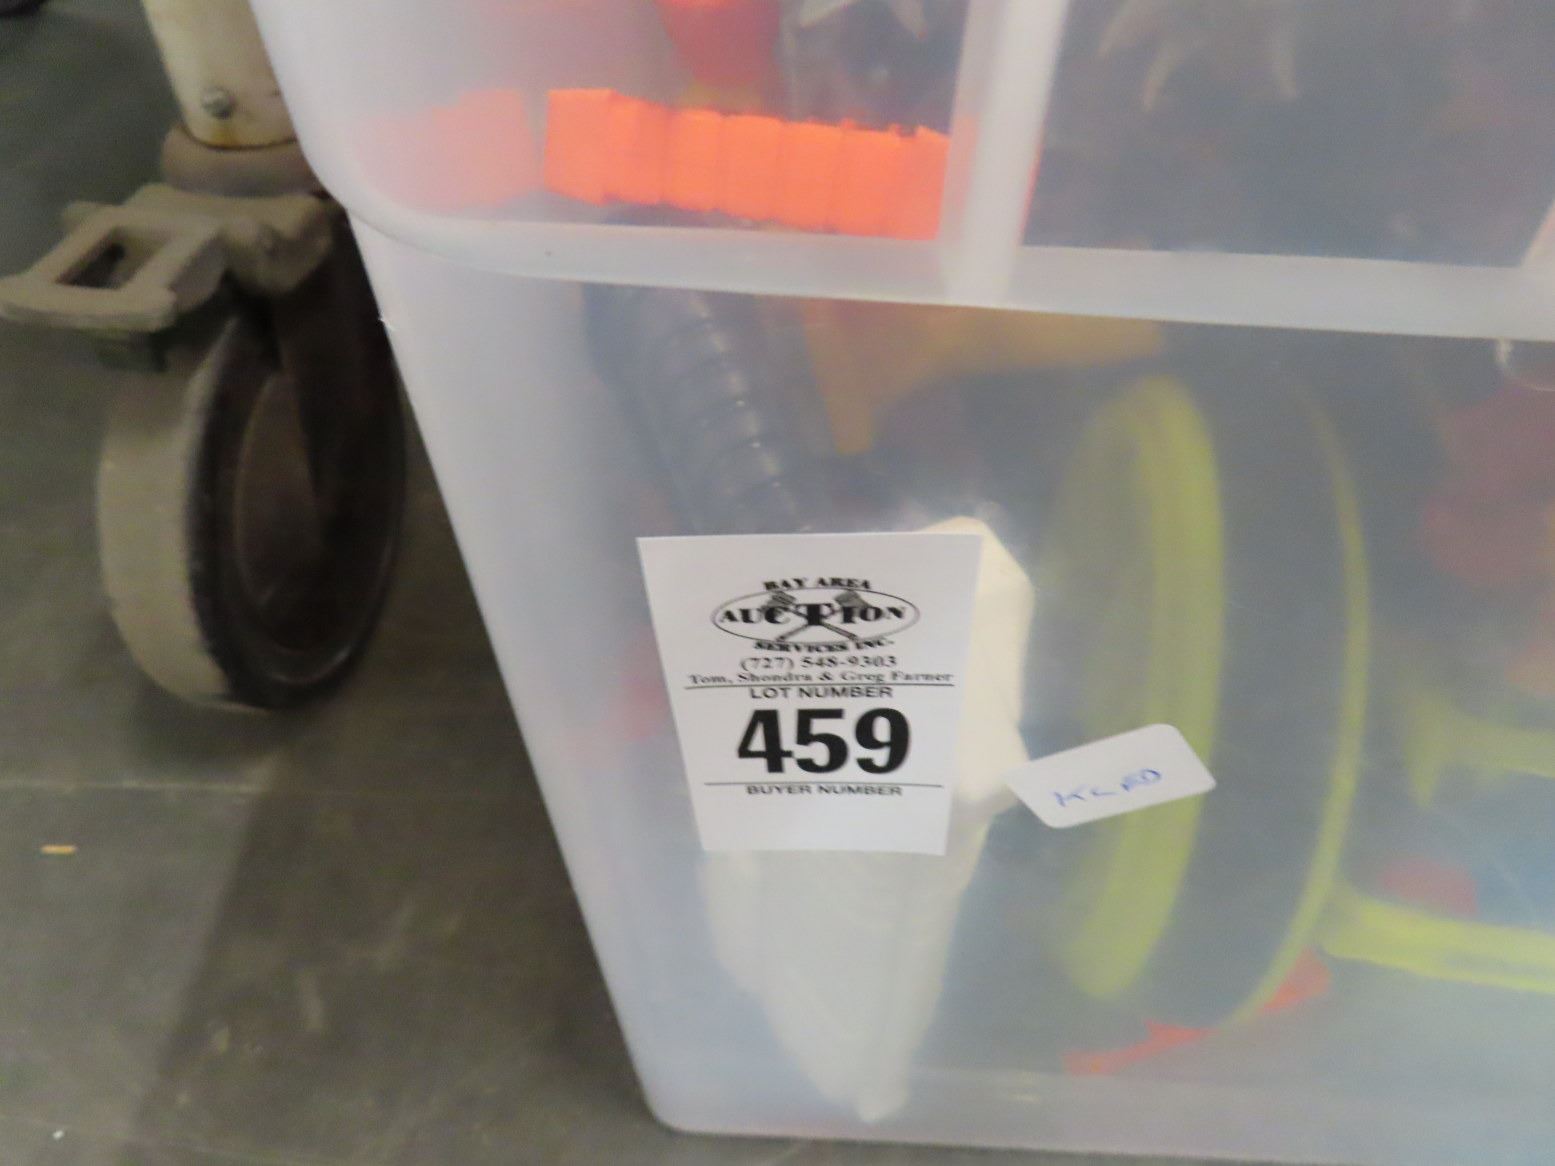 BAY AREA
AUCTION
SERVICES INC.
(727) 548-9303
Tom, Shondra & Greg Farner
LOT NUMBER
459
BUYER NUMBER